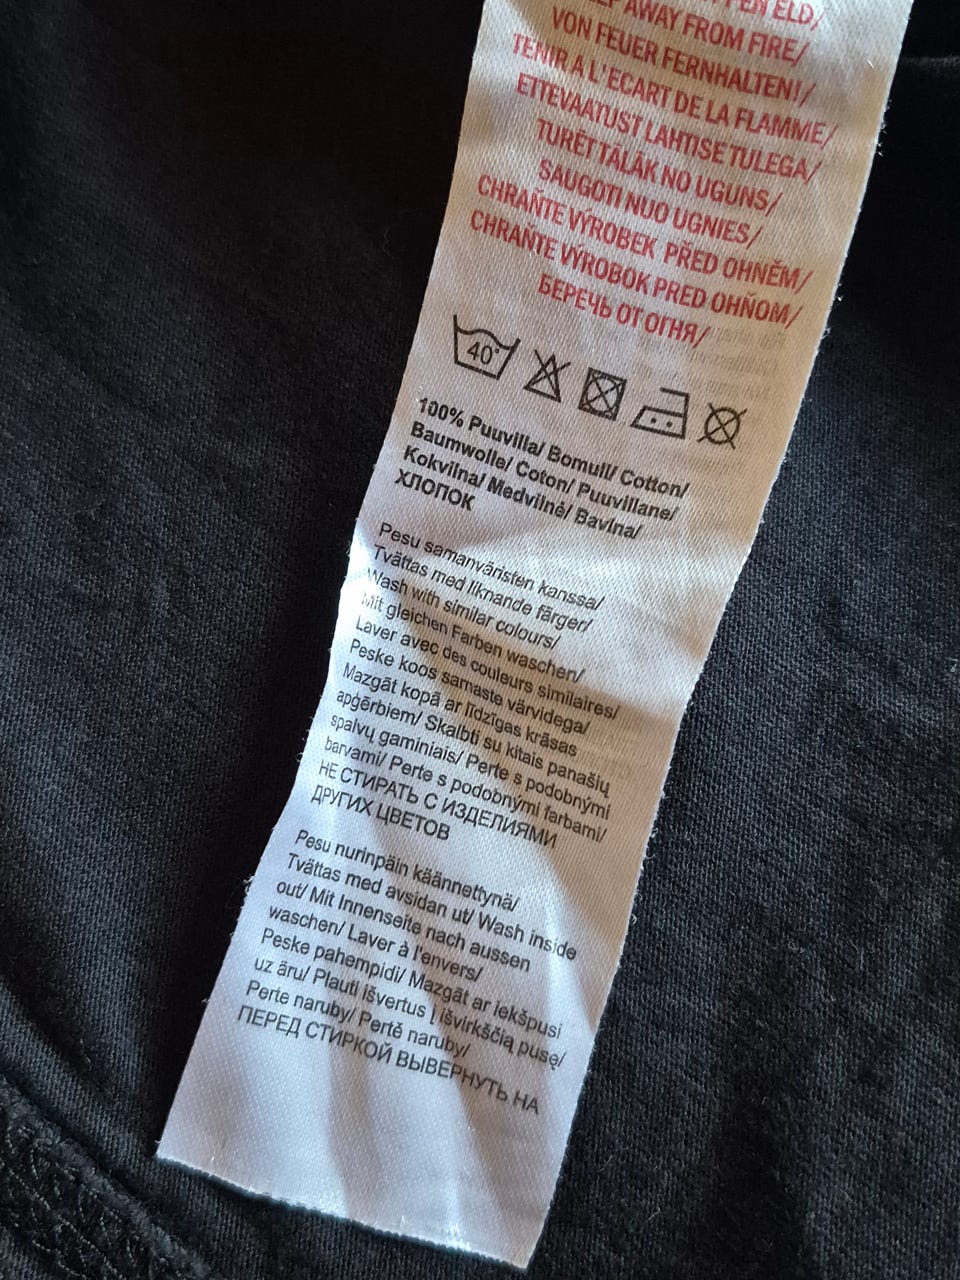 ELD/
AWAY FROM FIRE/
VON FEUER FERNHALTEN!/
TENIR A L'ECART DE LA FLAMME/
ETTEVAATUST LAHTISE TULEGA/
TURĒT TĀLĀK NO UGUNS/
SAUGOTI NUO UGNIES/
CHRAŇTE VÝROBEK PŘED OHNĚM/
CHRAŇTE VÝROBOK PRED OHŇOM/
БЕРЕЧЬ ОТ ОГНЯ/
40°
100% Puuvilla/ Bomull/ Cotton/
Baumwolle/ Coton/ Puuvillane/
Kokvilna/ Medvilnė/ Bavlna/
ХЛОПОК
Pesu samanväristen kanssa/
Tvättas med liknande färger/
Wash with similar colours/
Mit gleichen Farben waschen/
Laver avec des couleurs similaires/
Peske koos samaste värvidega/
Mazgāt kopā ar līdzīgas krāsas
apģērbiem/ Skalbti su kitais panašių
spalvų gaminiais/ Perte s podobnými
barvami/ Perte s podobnými farbami/
НЕ СТИРАТЬ С ИЗДЕЛИЯМИ
ДРУГИХ ЦВЕТОВ
Pesu nurinpäin käännettynä/
Tvättas med avsidan ut/ Wash inside
out/ Mit Innenseite nach aussen
waschen/ Laver à l'envers/
Peske pahempidi/ Mazgāt ar iekšpusi
uz āru/ Plauti išvertus į išvirkščią pusę/
Perte naruby/ Pertě naruby/
ПЕРЕД СТИРКОЙ ВЫВЕРНУТЬ НА